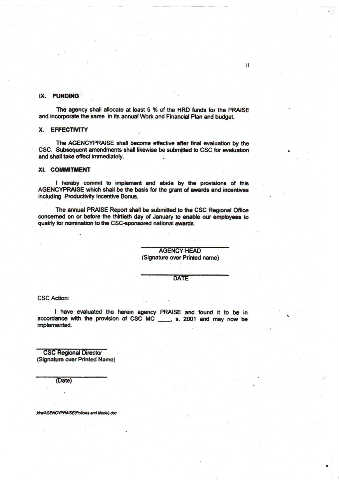 11
IX. FUNDING
The agency shall allocate at least 5 % of the HRD funds for the PRAISE
and incorporate the same in its annual Work and Financial Plan and budget.
X. EFFECTIVITY
The AGENCYPRAISE shall become effective after final evaluation by the
CSC. Subsequent amendments shall likewise be submitted to CSC for evaluation
and shall take effect immediately.
XI. COMMITMENT
I hereby commit to implement and abide by the provisions of this
AGENCYPRAISE which shall be the basis for the grant of awards and incentives
including Productivity Incentive Bonus.
The annual PRAISE Report shall be submitted to the CSC Regional Office
concerned on or before the thirtieth day of January to enable our employees to
qualify for nomination to the CSC-sponsored national awards.
AGENCY HEAD
(Signature over Printed name)
DATE
CSC Action:
I have evaluated the herein agency PRAISE and found it to be in
accordance with the provision of CSC MC ____, s. 2001 and may now be
implemented.
CSC Regional Director
(Signature over Printed Name)
(Date)